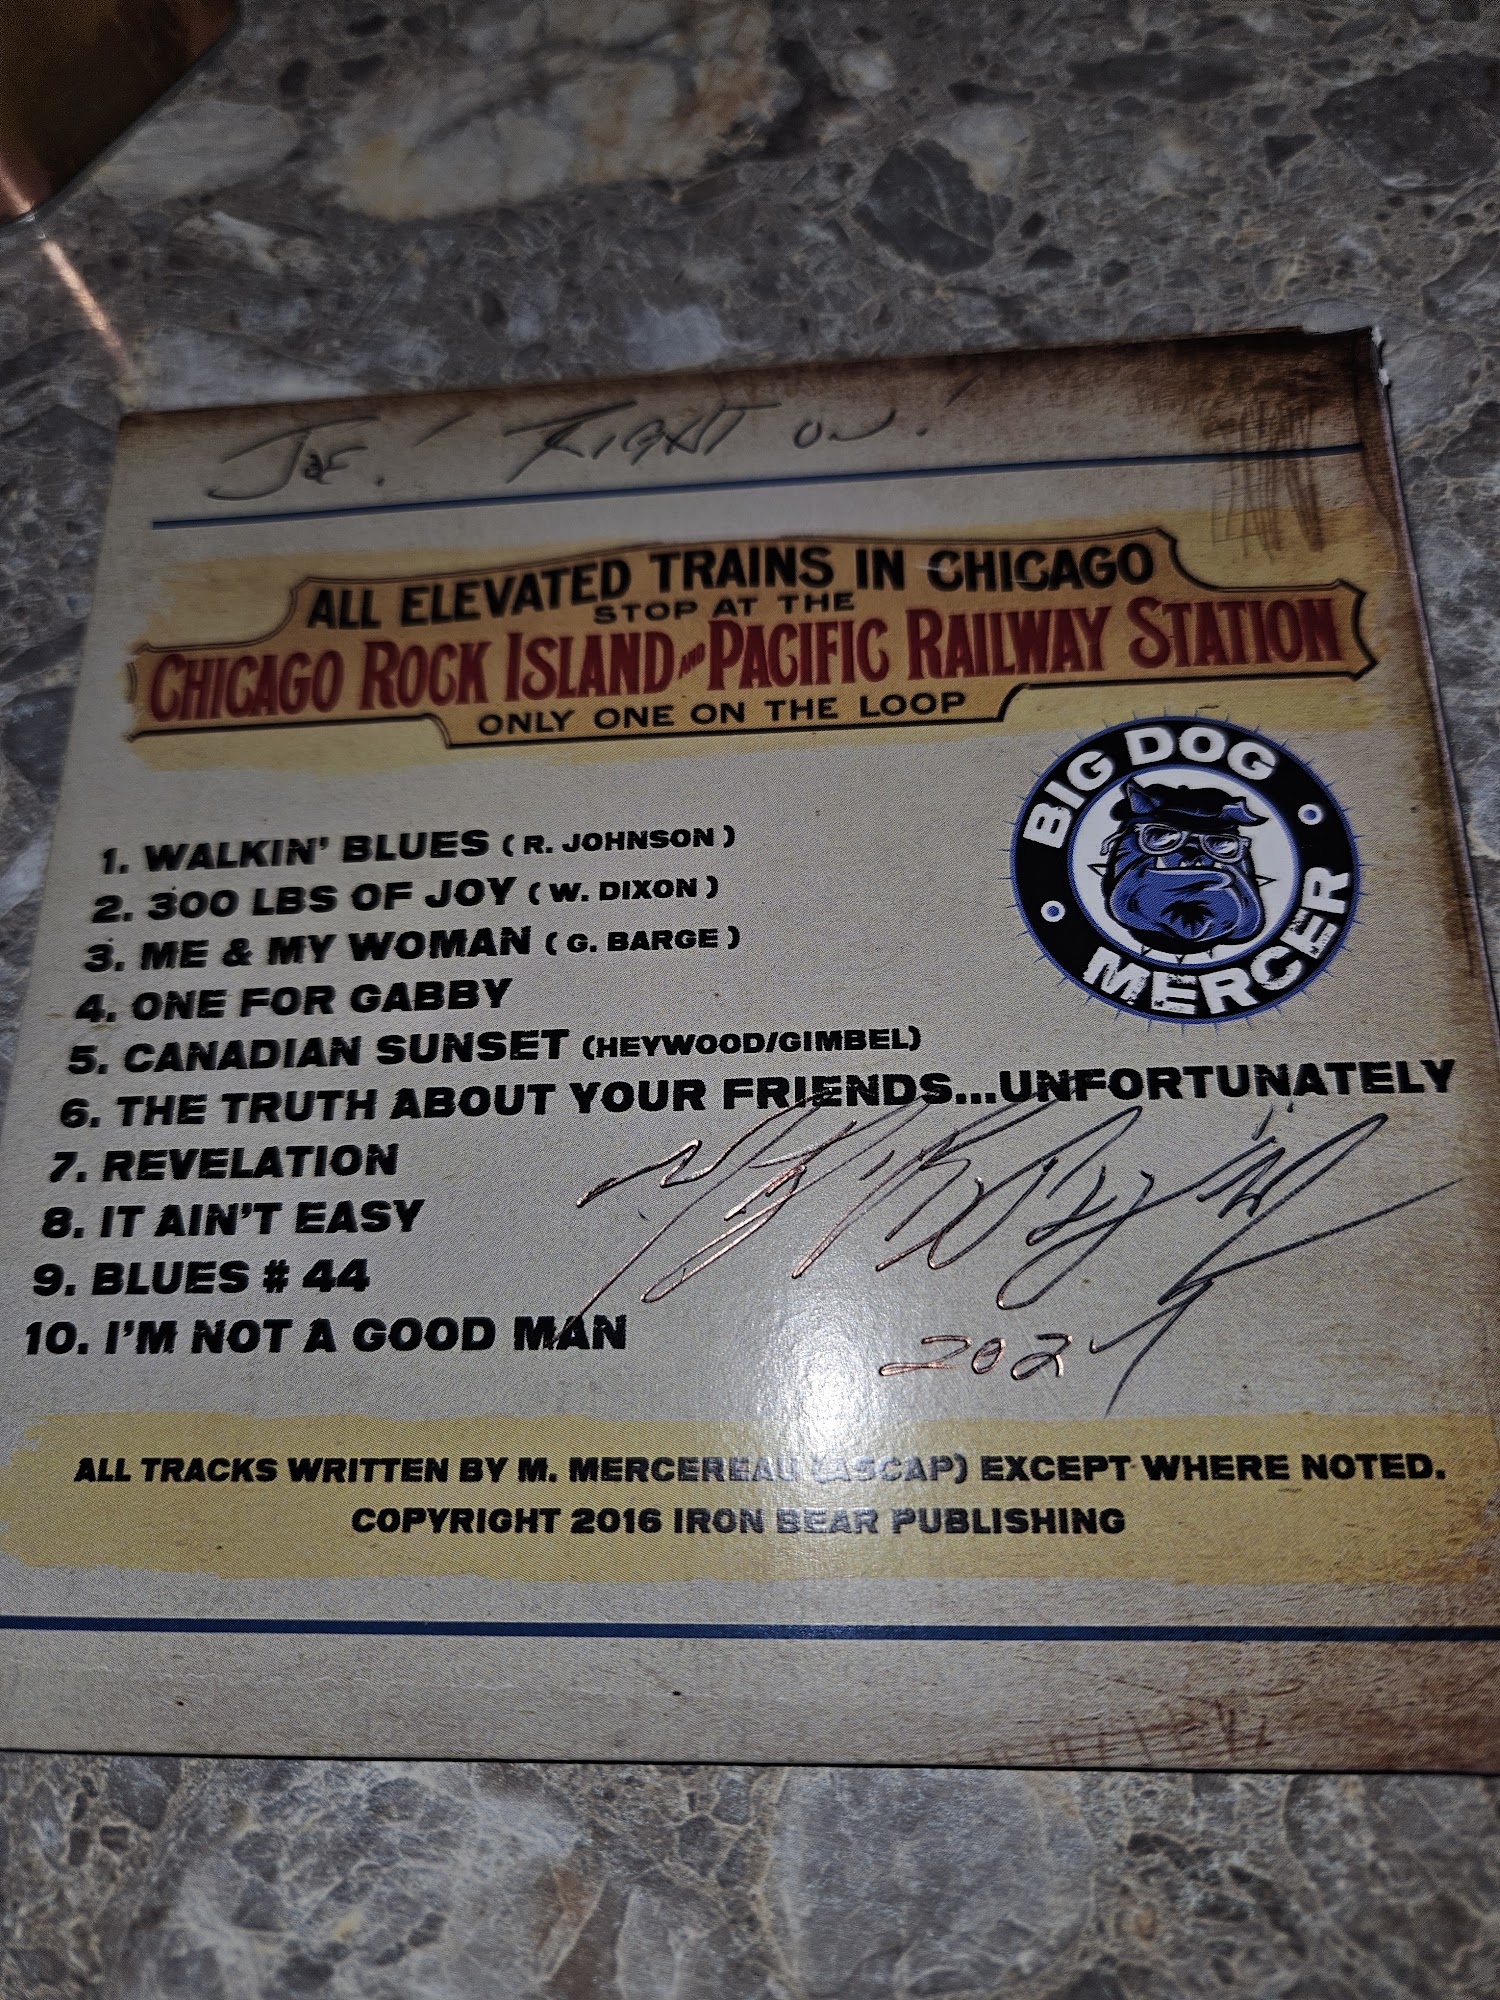 JOE! RIGHT ON!
ALL ELEVATED TRAINS IN CHICAGO
STOP AT THE
CHICAGO ROCK ISLAND AND PACIFIC RAILWAY STATION
ONLY ONE ON THE LOOP
BIG DOG
MERCER
1. WALKIN' BLUES ( R. JOHNSON )
2. 300 LBS OF JOY ( W. DIXON )
3. ME & MY WOMAN ( G. BARGE )
4. ONE FOR GABBY
5. CANADIAN SUNSET (HEYWOOD/GIMBEL)
6. THE TRUTH ABOUT YOUR FRIENDS...UNFORTUNATELY
7. REVELATION
8. IT AIN'T EASY
9. BLUES # 44
10. I'M NOT A GOOD MAN
2024
ALL TRACKS WRITTEN BY M. MERCEREAU (ASCAP) EXCEPT WHERE NOTED.
COPYRIGHT 2016 IRON BEAR PUBLISHING